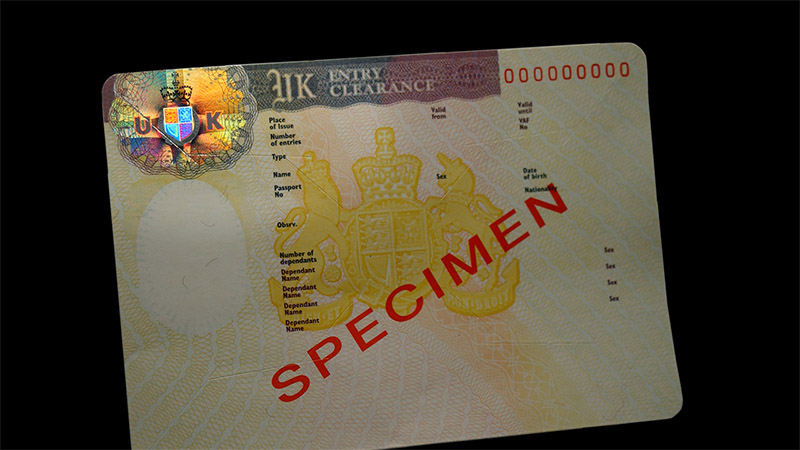 UK
UK ENTRY
CLEARANCE
000000000
Place
of Issue
Valid
from
Valid
until
Number
of entries
VAF
No
Type
Name
Sex
Date
of birth
Passport
No
Nationality
Obsrv.
Number of
dependants
Dependant
Name
Sex
Dependant
Name
Sex
Dependant
Name
Sex
Dependant
Name
Sex
SPECIMEN